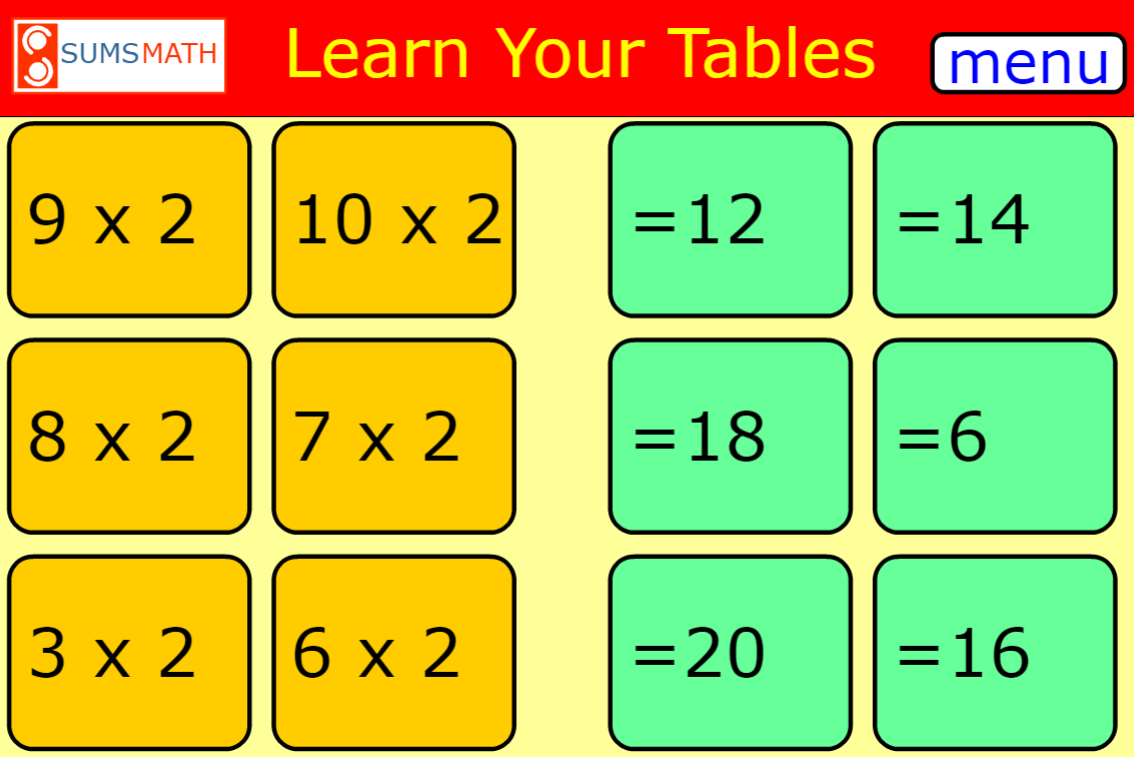 SUMSMATH
Learn Your Tables
menu
9 x 2
10 x 2
=12
=14
8 x 2
7 x 2
=18
=6
3 x 2
6 x 2
=20
=16